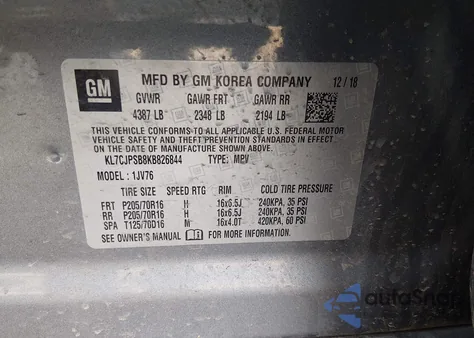 GM
MFD BY GM KOREA COMPANY 12/18
GVWR GAWR FRT GAWR RR
4387 LB 2348 LB 2194 LB
THIS VEHICLE CONFORMS TO ALL APPLICABLE U.S. FEDERAL MOTOR
VEHICLE SAFETY AND THEFT PREVENTION STANDARDS IN EFFECT
ON THE DATE OF MANUFACTURE SHOWN ABOVE.
KL7CJPSB8KB826844 TYPE: MPV
MODEL: 1JV76
TIRE SIZE SPEED RTG RIM COLD TIRE PRESSURE
FRT P205/70R16 H 16x6.5J 240KPA, 35 PSI
RR P205/70R16 H 16x6.5J 240KPA, 35 PSI
SPA T125/70D16 M 16x4.0T 420KPA, 60 PSI
SEE OWNER'S MANUAL FOR MORE INFORMATION.
autoSnap